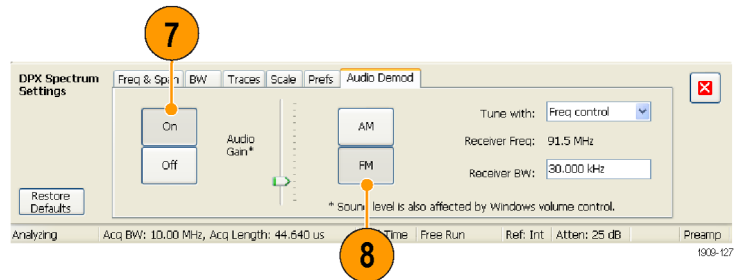 7
DPX Spectrum Settings
Freq & Span BW Traces Scale Prefs Audio Demod
On
Off
Audio Gain*
AM
FM
Tune with: Freq control
Receiver Freq: 91.5 MHz
Receiver BW: 30.000 kHz
Restore Defaults
* Sound level is also affected by Windows volume control.
Analyzing Acq BW: 10.00 MHz, Acq Length: 44.640 us Time Free Run Ref: Int Atten: 25 dB Preamp
8
1909-127